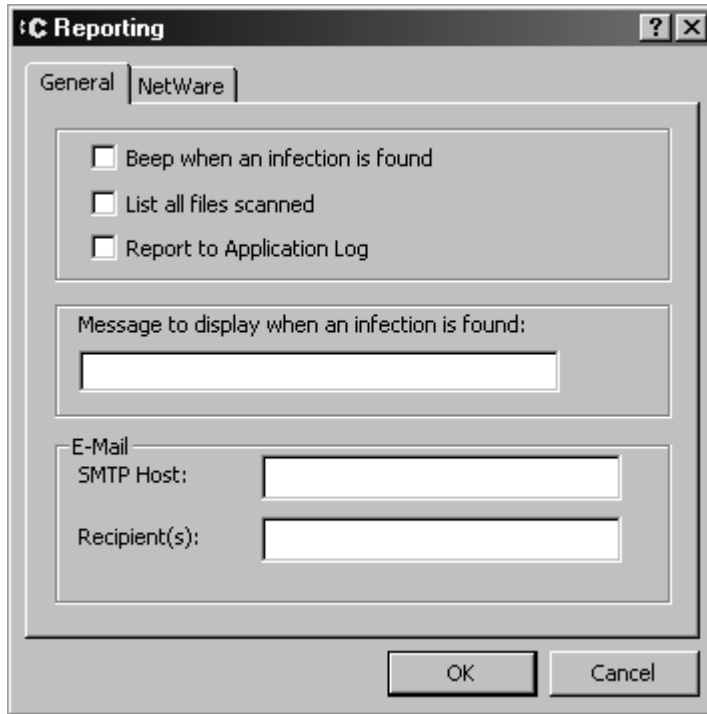 C Reporting
General NetWare
Beep when an infection is found
List all files scanned
Report to Application Log
Message to display when an infection is found:
E-Mail
SMTP Host:
Recipient(s):
OK Cancel